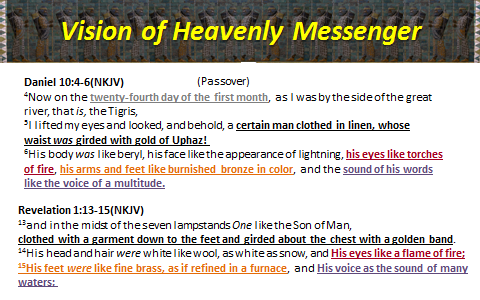 Vision of Heavenly Messenger
Daniel 10:4-6(NKJV) (Passover)
4Now on the twenty-fourth day of the first month, as I was by the side of the great
river, that is, the Tigris,
5I lifted my eyes and looked, and behold, a certain man clothed in linen, whose
waist was girded with gold of Uphaz!
6His body was like beryl, his face like the appearance of lightning, his eyes like torches
of fire, his arms and feet like burnished bronze in color, and the sound of his words
like the voice of a multitude.
Revelation 1:13-15(NKJV)
13and in the midst of the seven lampstands One like the Son of Man,
clothed with a garment down to the feet and girded about the chest with a golden band.
14His head and hair were white like wool, as white as snow, and His eyes like a flame of fire;
15His feet were like fine brass, as if refined in a furnace, and His voice as the sound of many
waters;